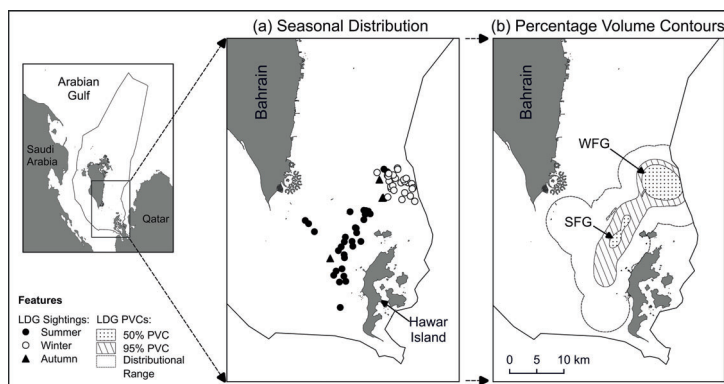 (a) Seasonal Distribution
(b) Percentage Volume Contours
Arabian
Gulf
Saudi
Arabia
Qatar
Bahrain
Hawar
Island
Bahrain
WFG
SFG
0 5 10 km
Features
LDG Sightings: LDG PVCs:
Summer 50% PVC
Winter 95% PVC
Autumn Distributional
Range